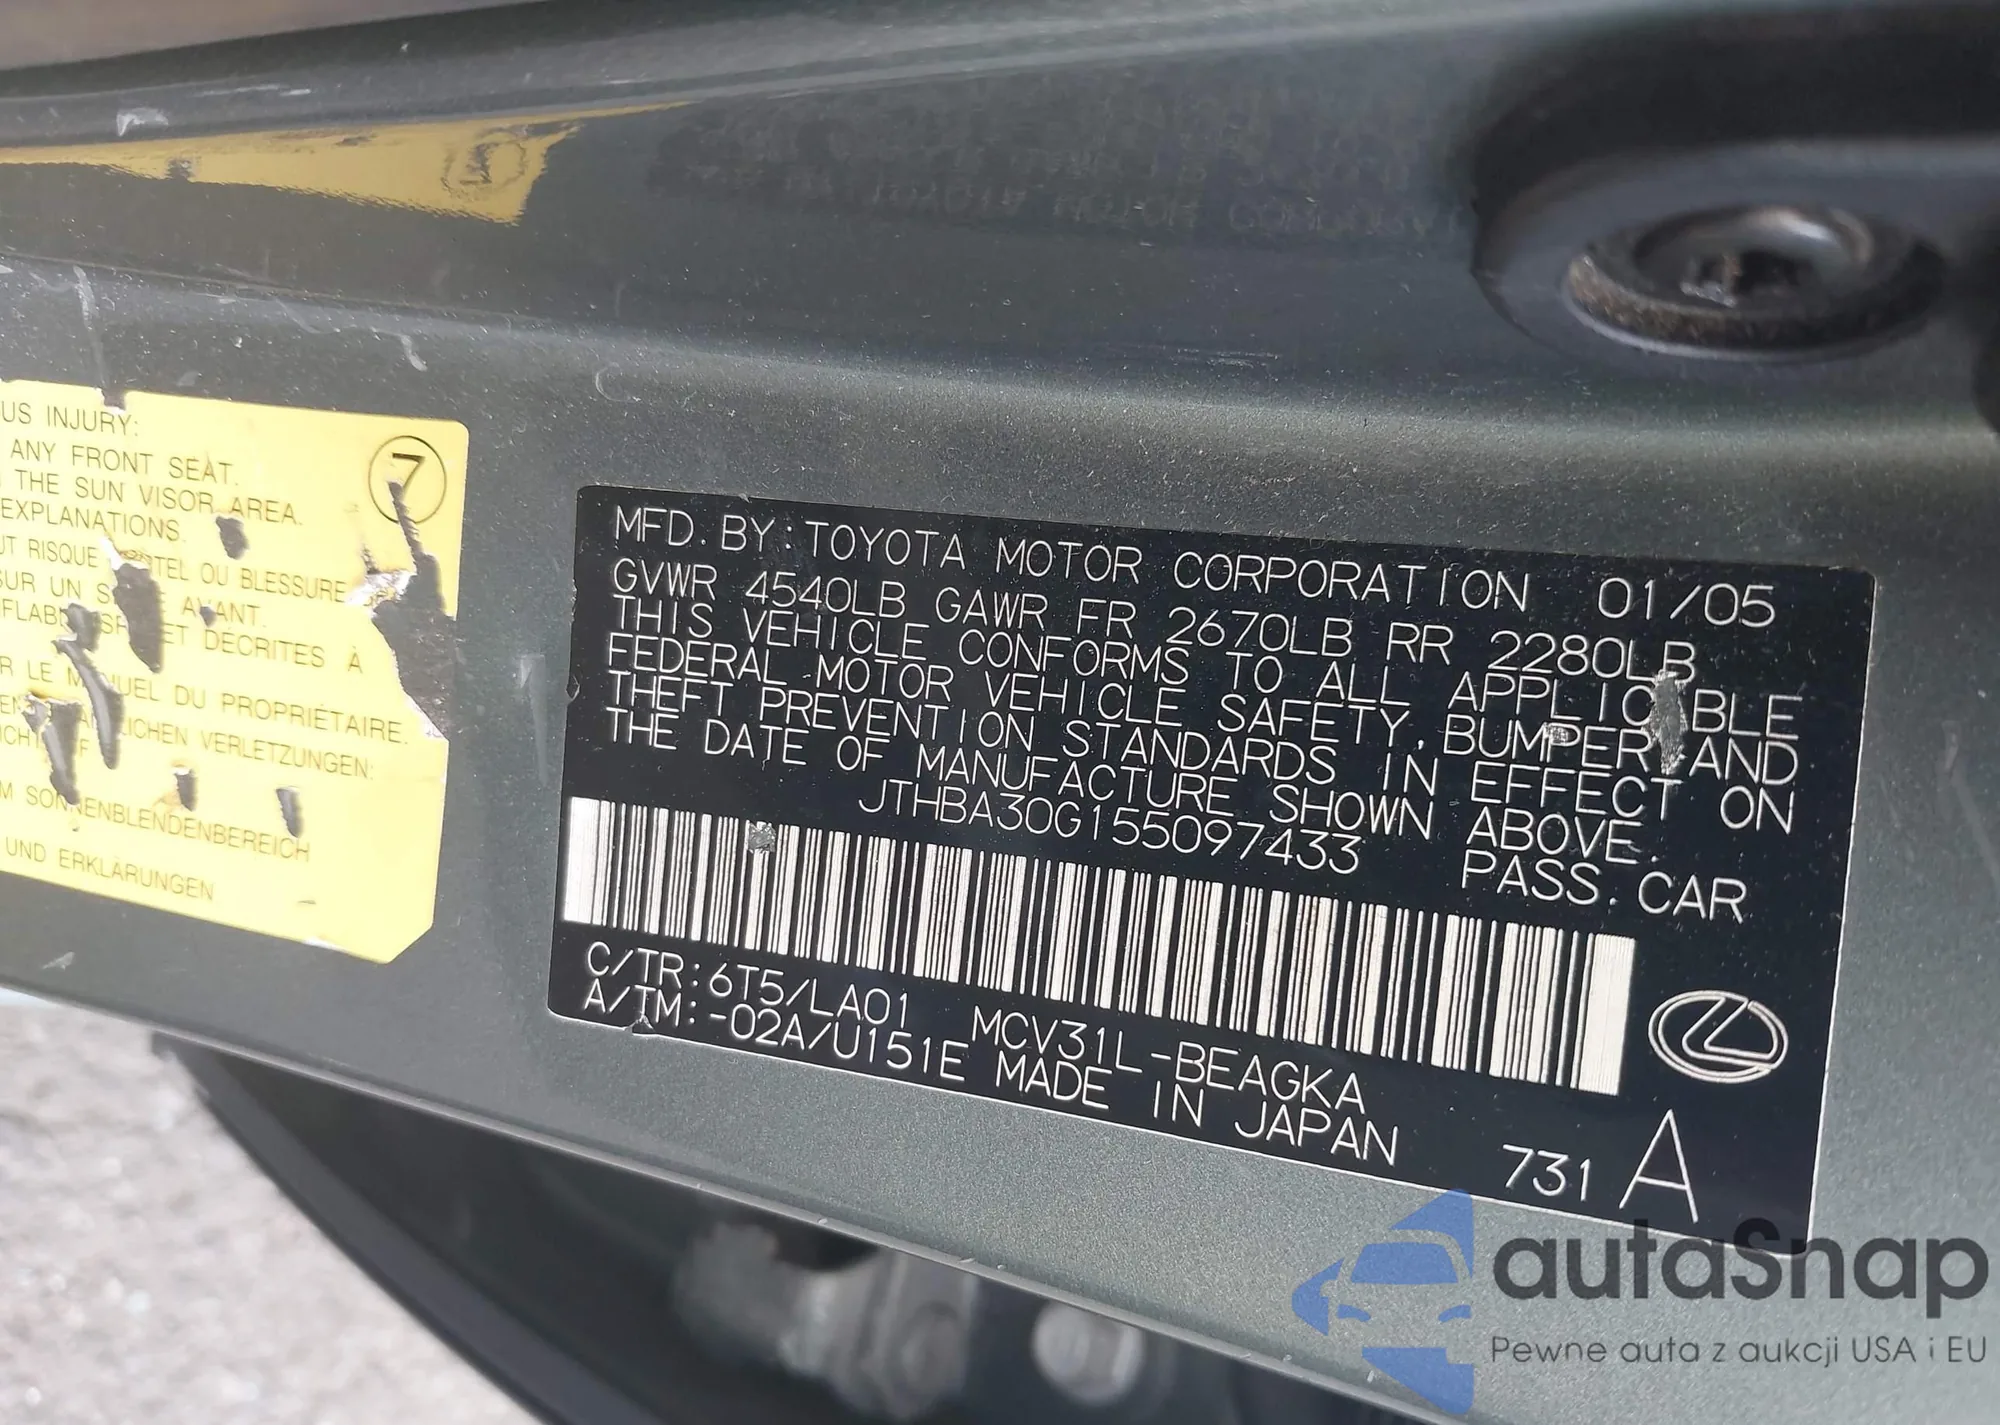 US INJURY:
ANY FRONT SEAT.
THE SUN VISOR AREA.
EXPLANATIONS.
UT RISQUE TEL OU BLESSURE
SUR UN S AVANT.
ET DÉCRITES À
R LE M UEL DU PROPRIÉTAIRE.
LICHEN VERLETZUNGEN:
M SONNENBLENDENBEREICH
UND ERKLÄRUNGEN
7
MFD. BY: TOYOTA MOTOR CORPORATION 01/05
GVWR 4540LB GAWR FR 2670LB RR 2280LB
THIS VEHICLE CONFORMS TO ALL APPLICABLE
FEDERAL MOTOR VEHICLE SAFETY, BUMPER AND
THEFT PREVENTION STANDARDS IN EFFECT ON
THE DATE OF MANUFACTURE SHOWN ABOVE.
JTHBA30G155097433 PASS. CAR
C/TR:6T5/LA01 MCV31L-BEAGKA
A/TM:-02A/U151E MADE IN JAPAN
731 A
autaSnap
Pewne auta z aukcji USA i EU